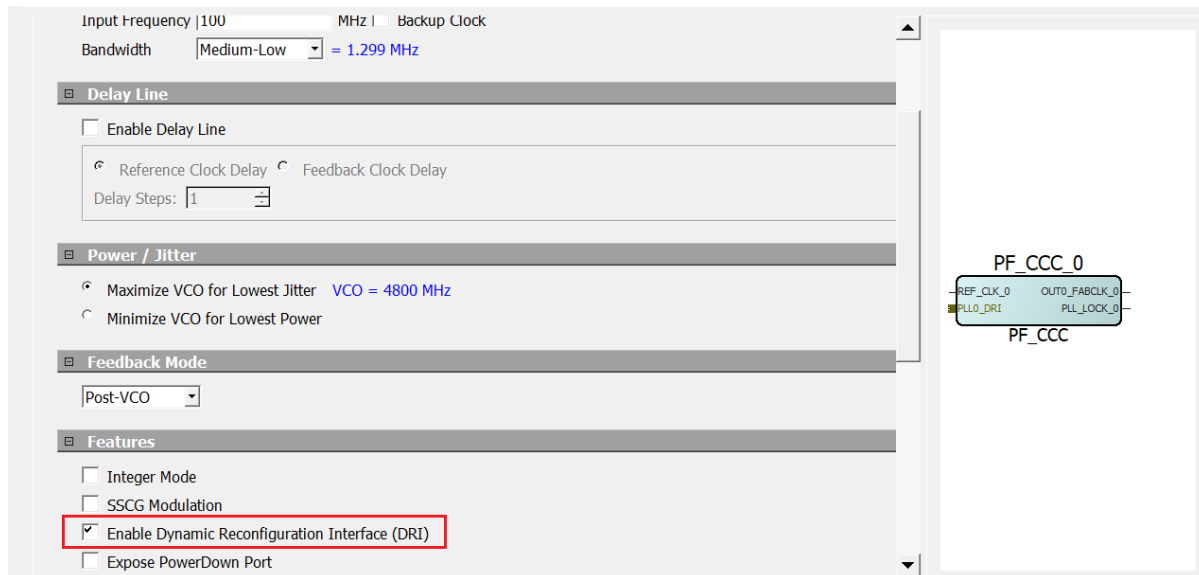 Input Frequency 100 MHz Backup Clock
Bandwidth Medium-Low = 1.299 MHz
Delay Line
Enable Delay Line
Reference Clock Delay Feedback Clock Delay
Delay Steps: 1
Power / Jitter
Maximize VCO for Lowest Jitter VCO = 4800 MHz
Minimize VCO for Lowest Power
Feedback Mode
Post-VCO
Features
Integer Mode
SSCG Modulation
Enable Dynamic Reconfiguration Interface (DRI)
Expose PowerDown Port
PF_CCC_0
REF_CLK_0 OUT0_FABCLK_0
PLL0_DRI PLL_LOCK_0
PF_CCC